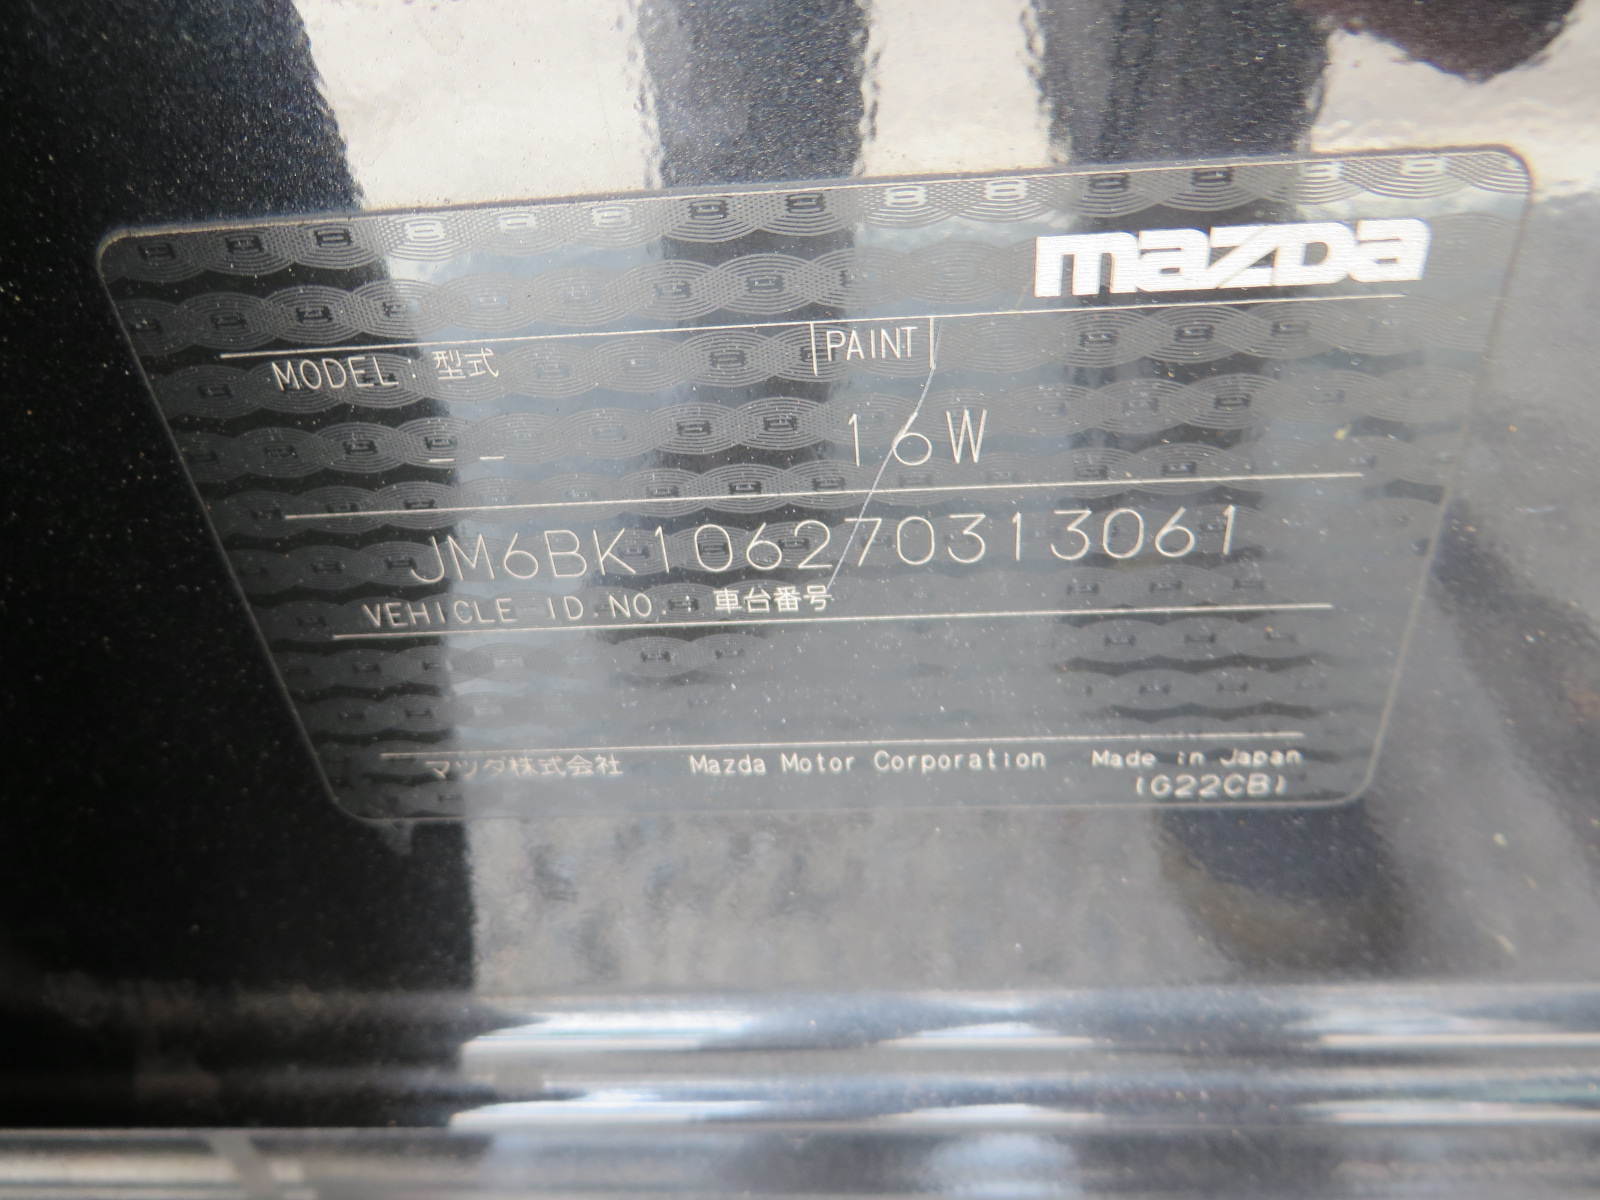 mazda
MODEL 型式 PAINT
-- 16W
JM6BK106270313061
VEHICLE ID. NO. 車台番号
マツダ株式会社 Mazda Motor Corporation Made in Japan
(G22CB)